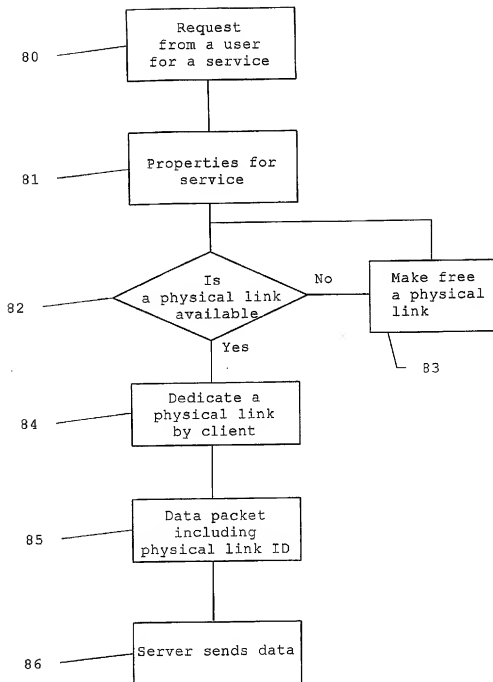 80
Request
from a user
for a service
81
Properties for
service
82
Is
a physical link
available
No
Make free
a physical
link
83
Yes
84
Dedicate a
physical link
by client
85
Data packet
including
physical link ID
86
Server sends data